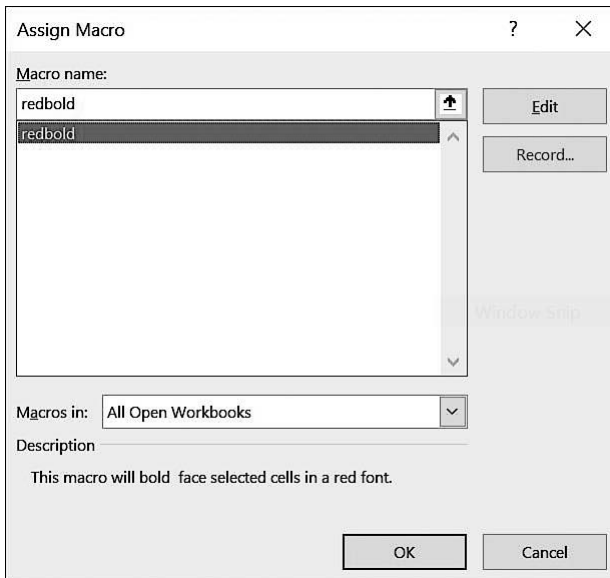 Assign Macro ?
Macro name:
redbold
Edit
redbold
Record...
Window Snip
Macros in: All Open Workbooks
Description
This macro will bold  face selected cells in a red font.
OK Cancel